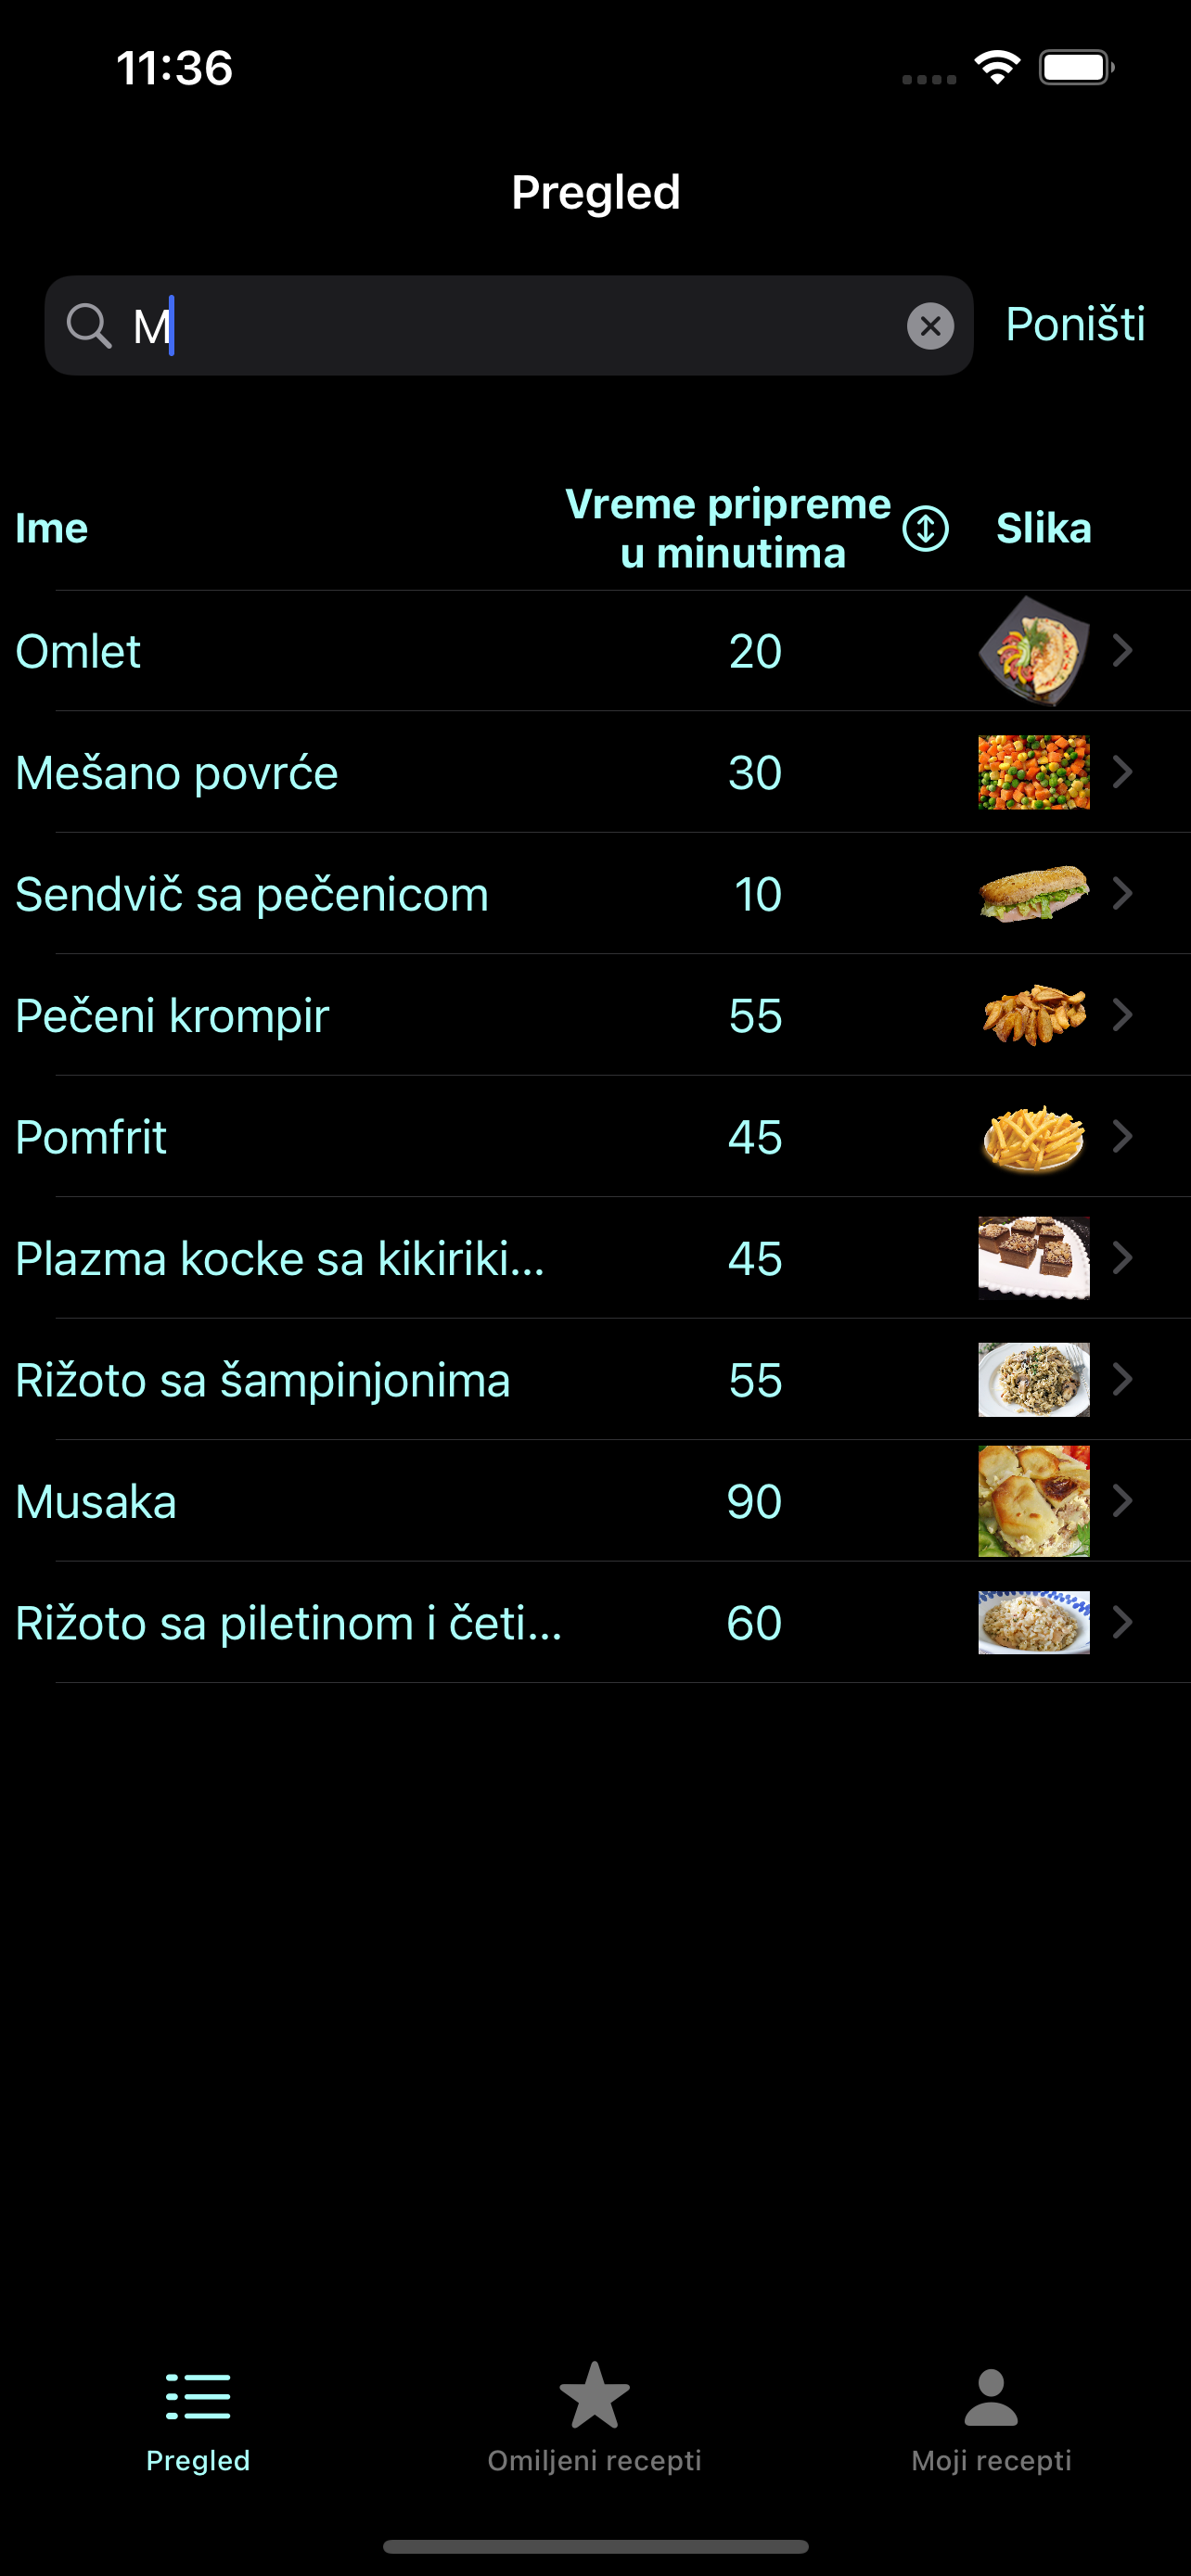 11:36
Pregled
M
Poništi
Ime
Vreme pripreme
u minutima
Slika
Omlet 20
Mešano povrće 30
Sendvič sa pečenicom 10
Pečeni krompir 55
Pomfrit 45
Plazma kocke sa kikiriki... 45
Rižoto sa šampinjonima 55
Musaka 90
Rižoto sa piletinom i četi... 60
Pregled
Omiljeni recepti
Moji recepti